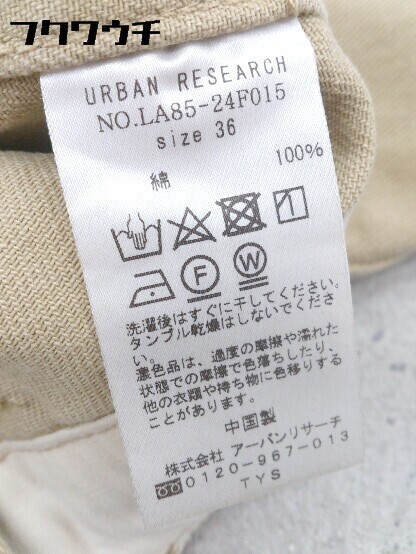 フクウウチ
URBAN RESEARCH
NO.LA85-24F015
size 36
綿 100%
F W
洗濯後はすぐに干してください。
タンブル乾燥はしないでくださ
い。
濃色品は、過度の摩擦や濡れた
状態での摩擦で色落ちしたり、
他の衣類や持ち物に色移りする
ことがあります。
中国製
株式会社 アーバンリサーチ
0120-967-013
TYS